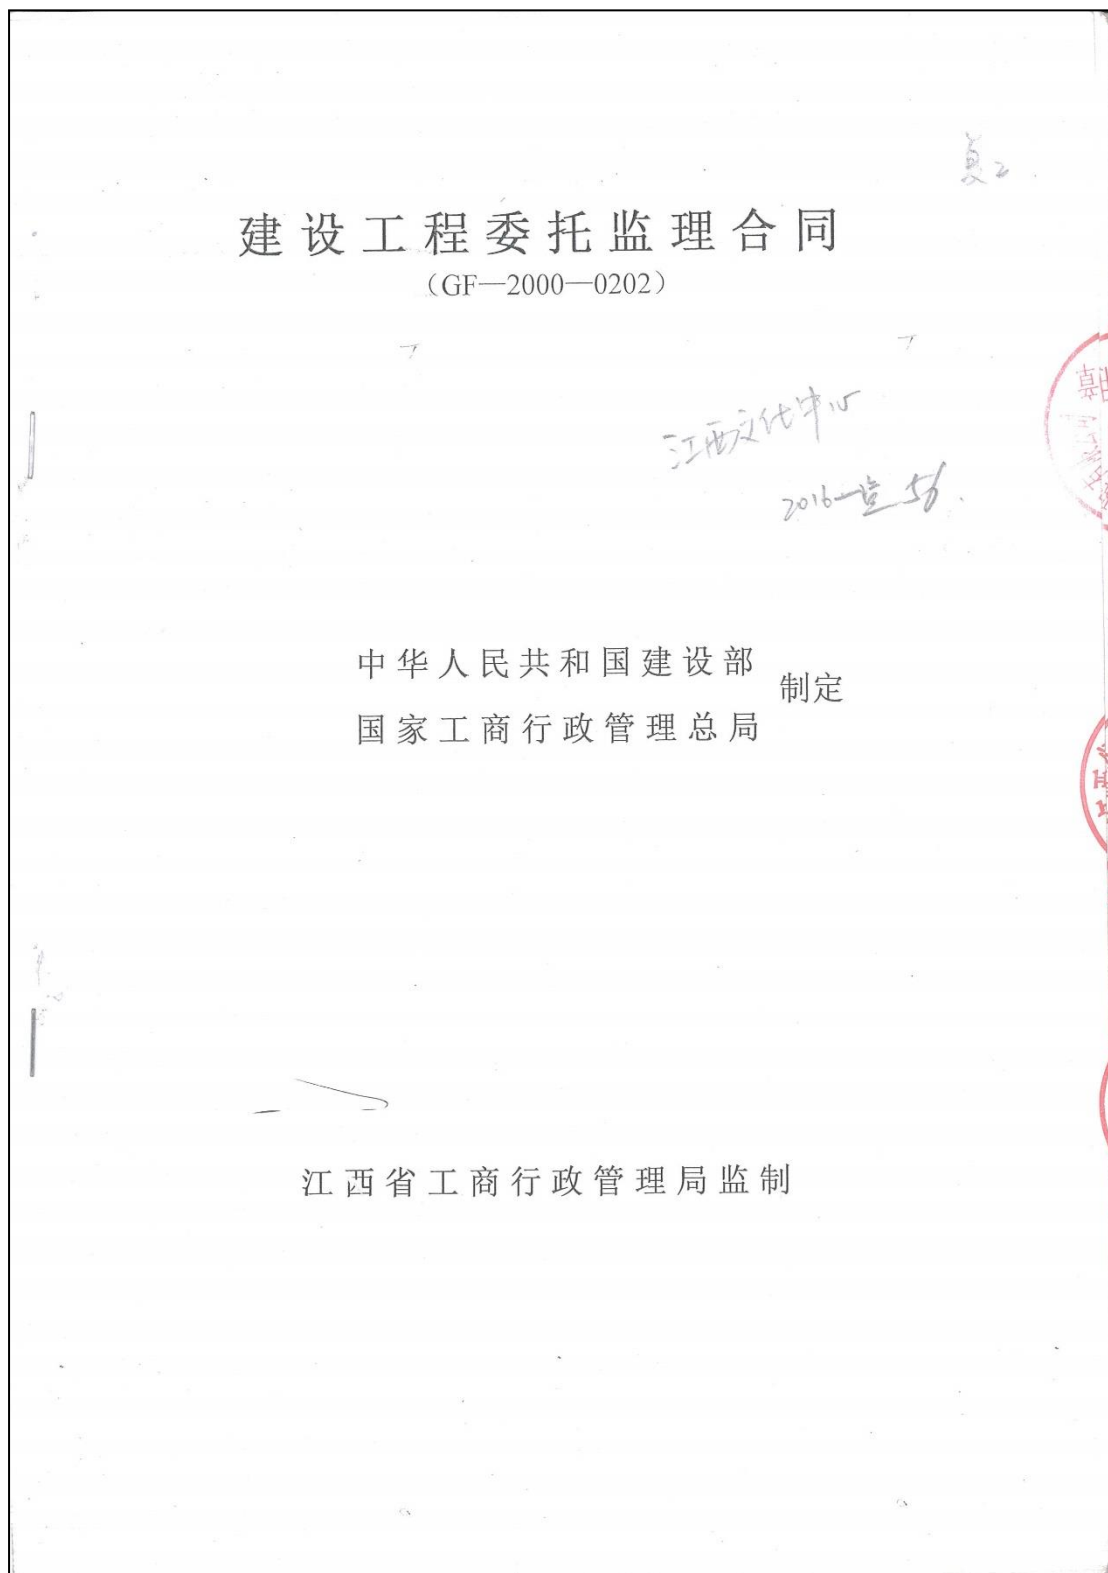 建设工程委托监理合同
（GF—2000—0202）
江西文化中心
中华人民共和国建设部
国家工商行政管理总局
制定
江西省工商行政管理局监制